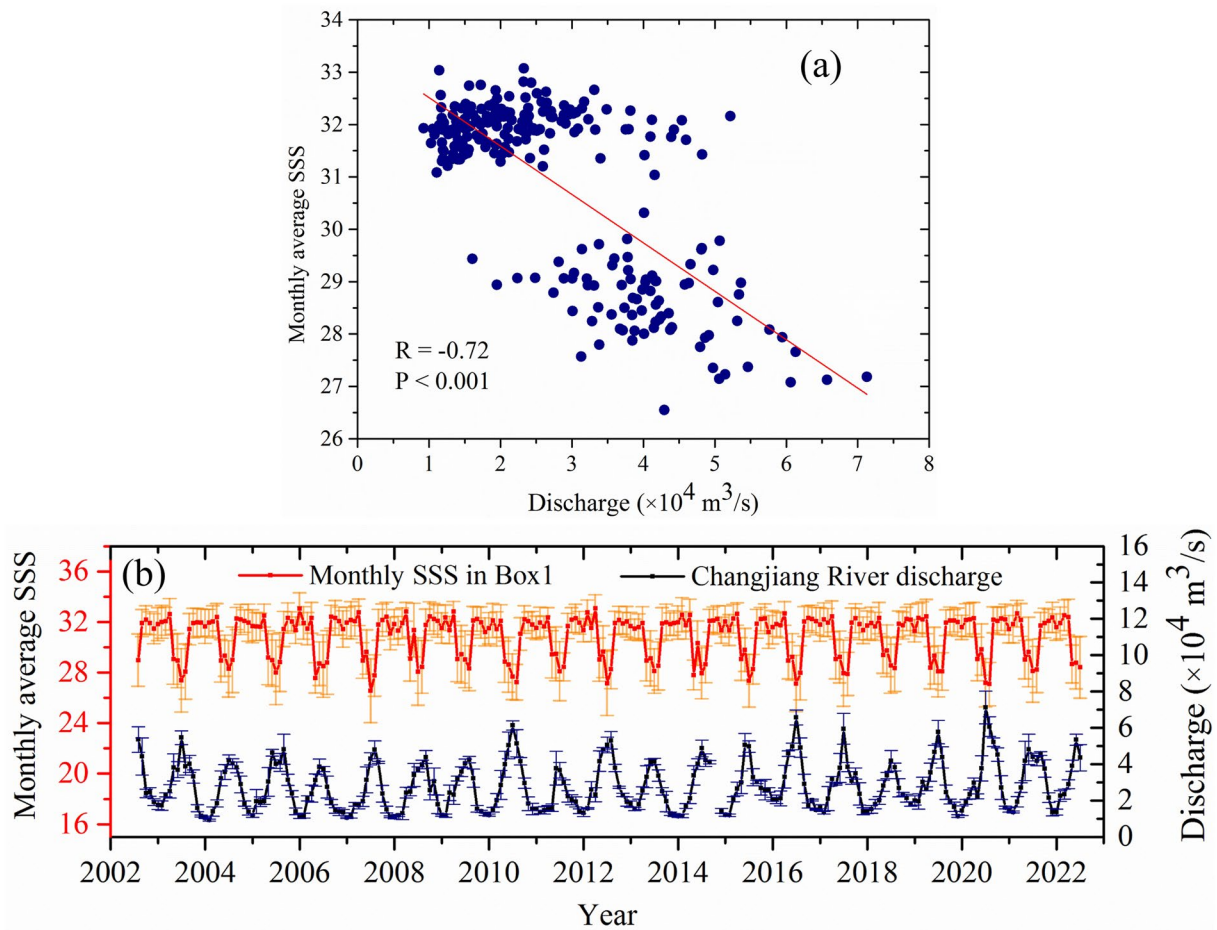 (a)
34
33
32
31
30
29
28
27
26
Monthly average SSS
R = -0.72
P < 0.001
0 1 2 3 4 5 6 7 8
Discharge (×10⁴ m³/s)
(b)
Monthly SSS in Box1
Changjiang River discharge
36
32
28
24
20
16
Monthly average SSS
16
14
12
10
8
6
4
2
0
Discharge (×10⁴ m³/s)
2002 2004 2006 2008 2010 2012 2014 2016 2018 2020 2022
Year